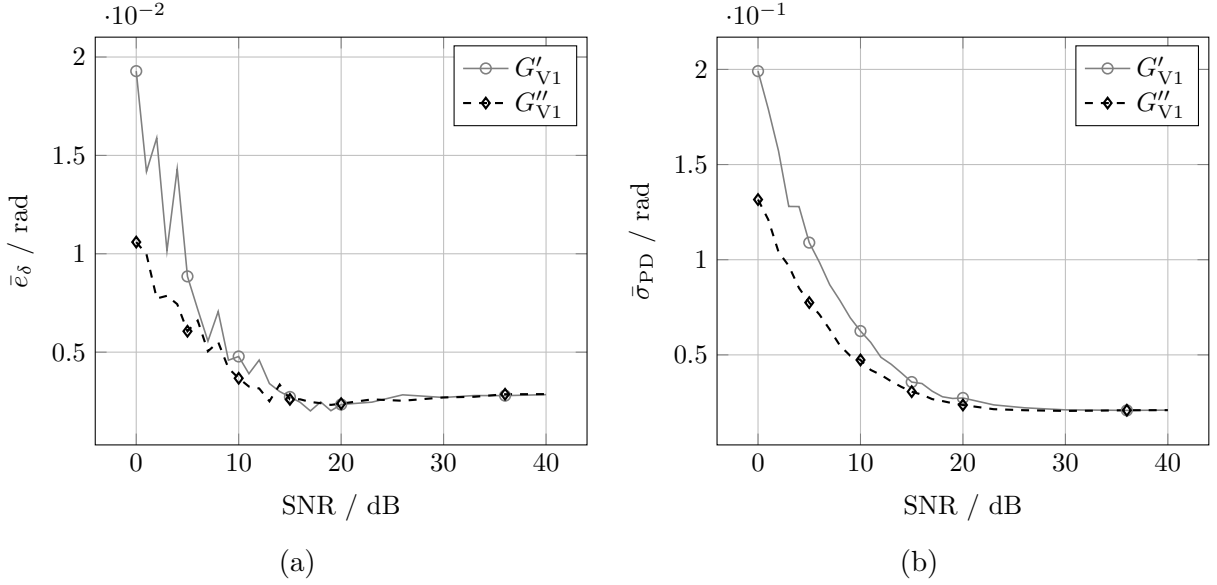 ·10⁻²
2
1.5
1
0.5
0
10
20
30
40
SNR / dB
ē_δ / rad
G′_V1
G″_V1
(a)
·10⁻¹
2
1.5
1
0.5
0
10
20
30
40
SNR / dB
σ̄_PD / rad
G′_V1
G″_V1
(b)